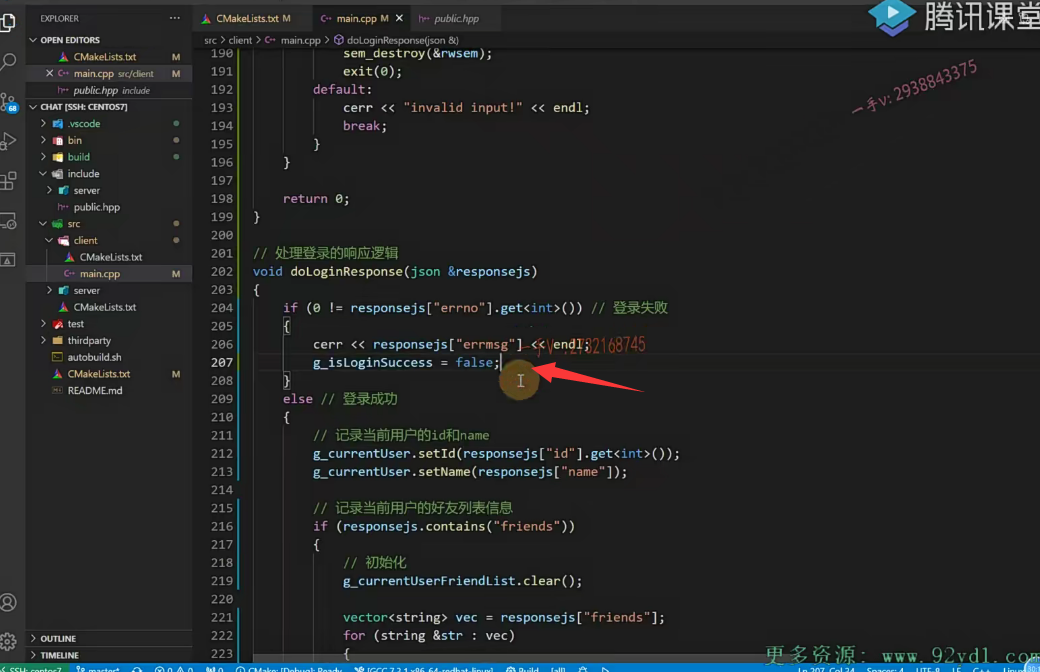 EXPLORER
···
CMakeLists.txt M
main.cpp M
public.hpp
腾讯课堂
src > client > main.cpp > doLoginResponse(json &)
OPEN EDITORS
CMakeLists.txt M
main.cpp src/client M
public.hpp include
CHAT [SSH: CENTOS7]
.vscode
bin
build
include
server
public.hpp
src
client
CMakeLists.txt
main.cpp M
server
CMakeLists.txt
test
thirdparty
autobuild.sh
CMakeLists.txt M
README.md
OUTLINE
TIMELINE
68
190 sem_destroy(&rwsem);
191 exit(0);
192 default:
193 cerr << "invalid input!" << endl;
194 break;
195 }
196 }
197
198 return 0;
199 }
200
201 // 处理登录的响应逻辑
202 void doLoginResponse(json &responsejs)
203 {
204 if (0 != responsejs["errno"].get<int>()) // 登录失败
205 {
206 cerr << responsejs["errmsg"] << endl;
207 g_isLoginSuccess = false;
208 }
209 else // 登录成功
210 {
211 // 记录当前用户的id和name
212 g_currentUser.setId(responsejs["id"].get<int>());
213 g_currentUser.setName(responsejs["name"]);
214
215 // 记录当前用户的好友列表信息
216 if (responsejs.contains("friends"))
217 {
218 // 初始化
219 g_currentUserFriendList.clear();
220
221 vector<string> vec = responsejs["friends"];
222 for (string &str : vec)
223 {
一手v: 2938843375
一手V: 2732168745
更多资源: www.92vdl.com
SSH: centos7
master*
0 0
CMake: [Debug]: Ready
Build
[all]
Ln 207, Col 34
Spaces: 4
UTF-8
LF
C++